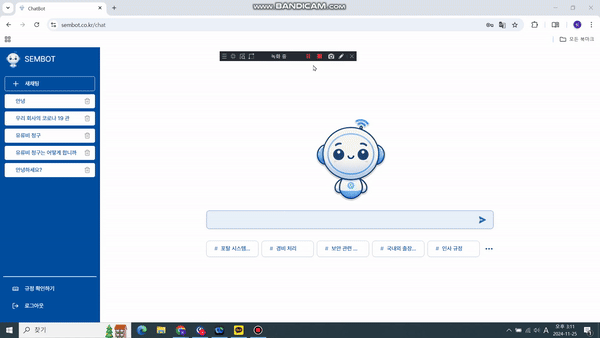 ChatBot
WWW.BANDICAM.COM
sembot.co.kr/chat
모든 북마크
SEMBOT
새채팅
안녕
우리 회사의 코로나 19 관
유류비 청구
유류비 청구는 어떻게 합니까
안녕하세요?
녹화 중
# 포탈 시스템...
# 경비 처리
# 보안 관련 ...
# 국내외 출장...
# 인사 규정
규정 확인하기
로그아웃
찾기
A
오후 3:11
2024-11-25